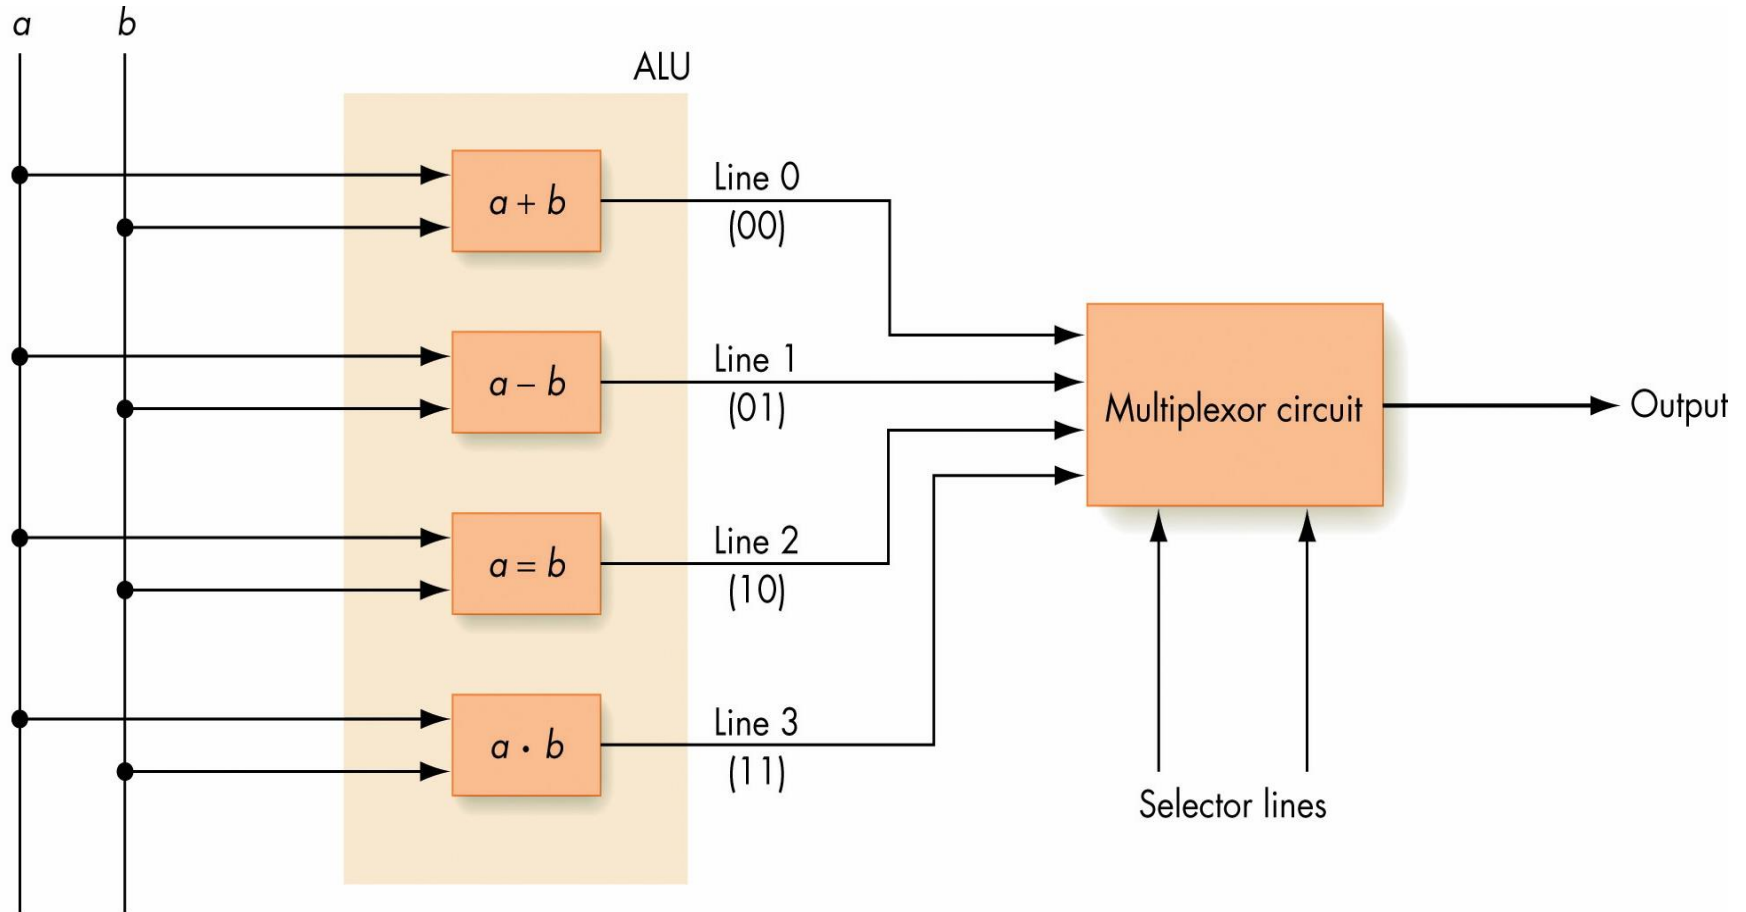 a
b
ALU
a + b
Line 0
(00)
a – b
Line 1
(01)
Multiplexor circuit
Output
a = b
Line 2
(10)
a · b
Line 3
(11)
Selector lines